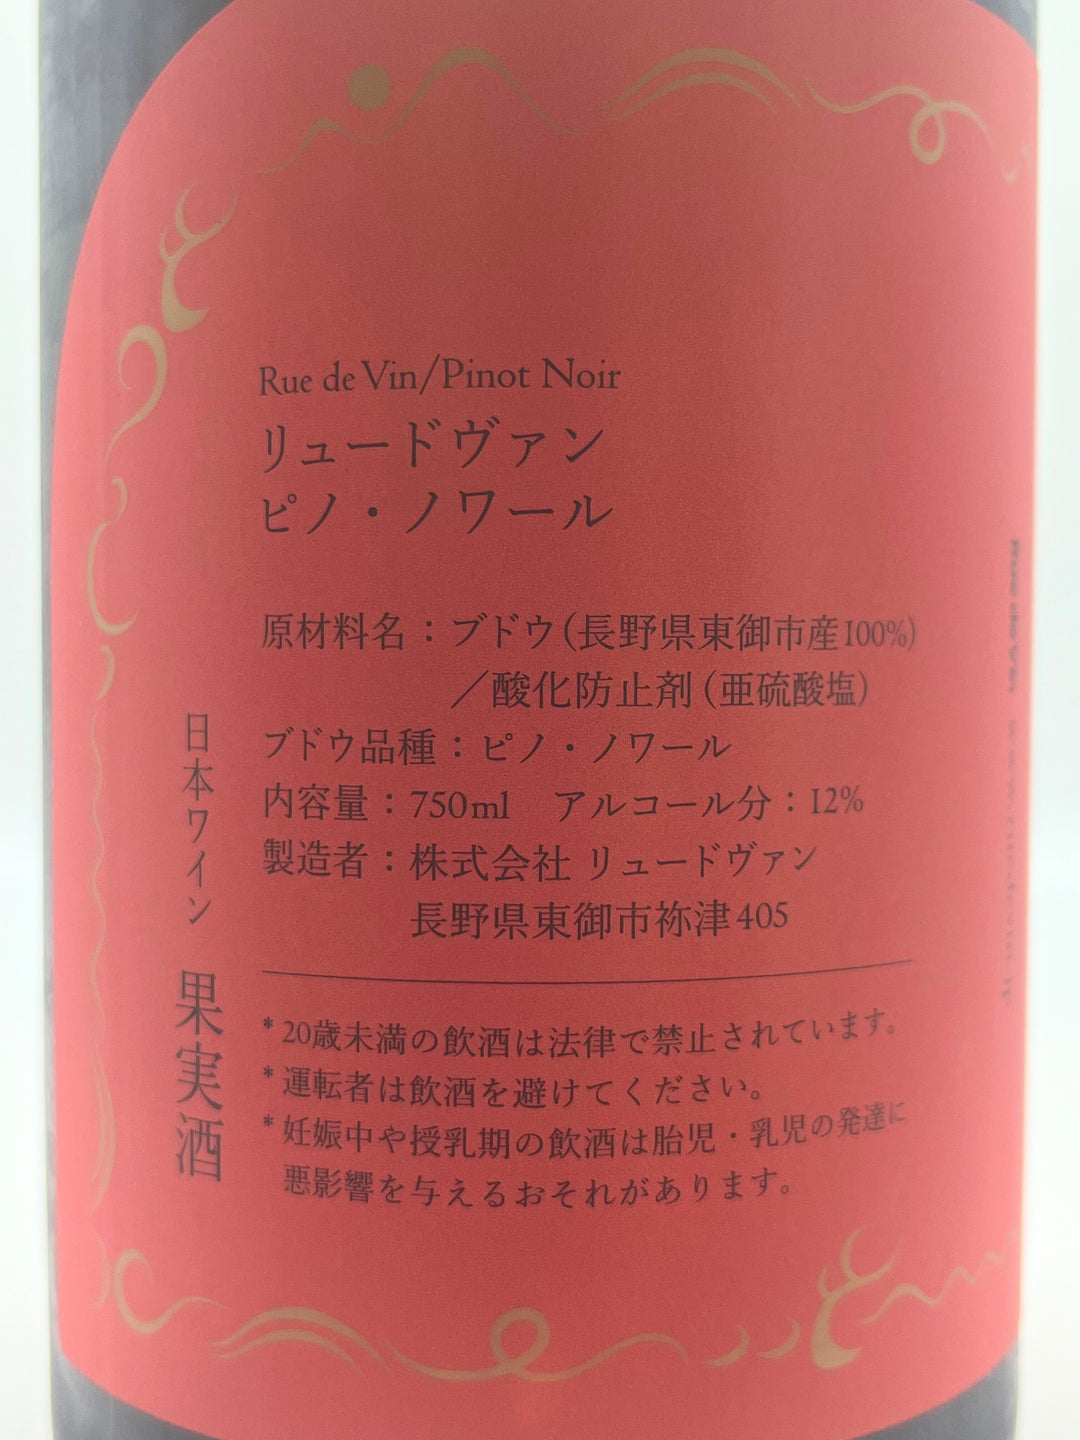 Rue de Vin/Pinot Noir
リュードヴァン
ピノ・ノワール
原材料名：ブドウ(長野県東御市産100%)
／酸化防止剤(亜硫酸塩)
ブドウ品種：ピノ・ノワール
内容量：750ml　アルコール分：12%
製造者：株式会社 リュードヴァン
長野県東御市祢津405
日本ワイン 果実酒
*20歳未満の飲酒は法律で禁止されています。
*運転者は飲酒を避けてください。
*妊娠中や授乳期の飲酒は胎児・乳児の発達に
悪影響を与えるおそれがあります。